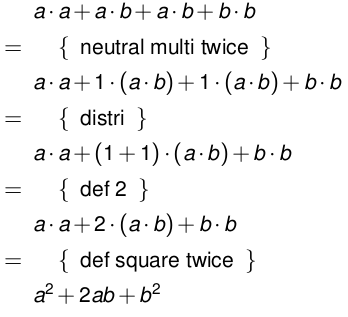 a · a + a · b + a · b + b · b
= { neutral multi twice }
a · a + 1 · (a · b) + 1 · (a · b) + b · b
= { distri }
a · a + (1 + 1) · (a · b) + b · b
= { def 2 }
a · a + 2 · (a · b) + b · b
= { def square twice }
a² + 2ab + b²